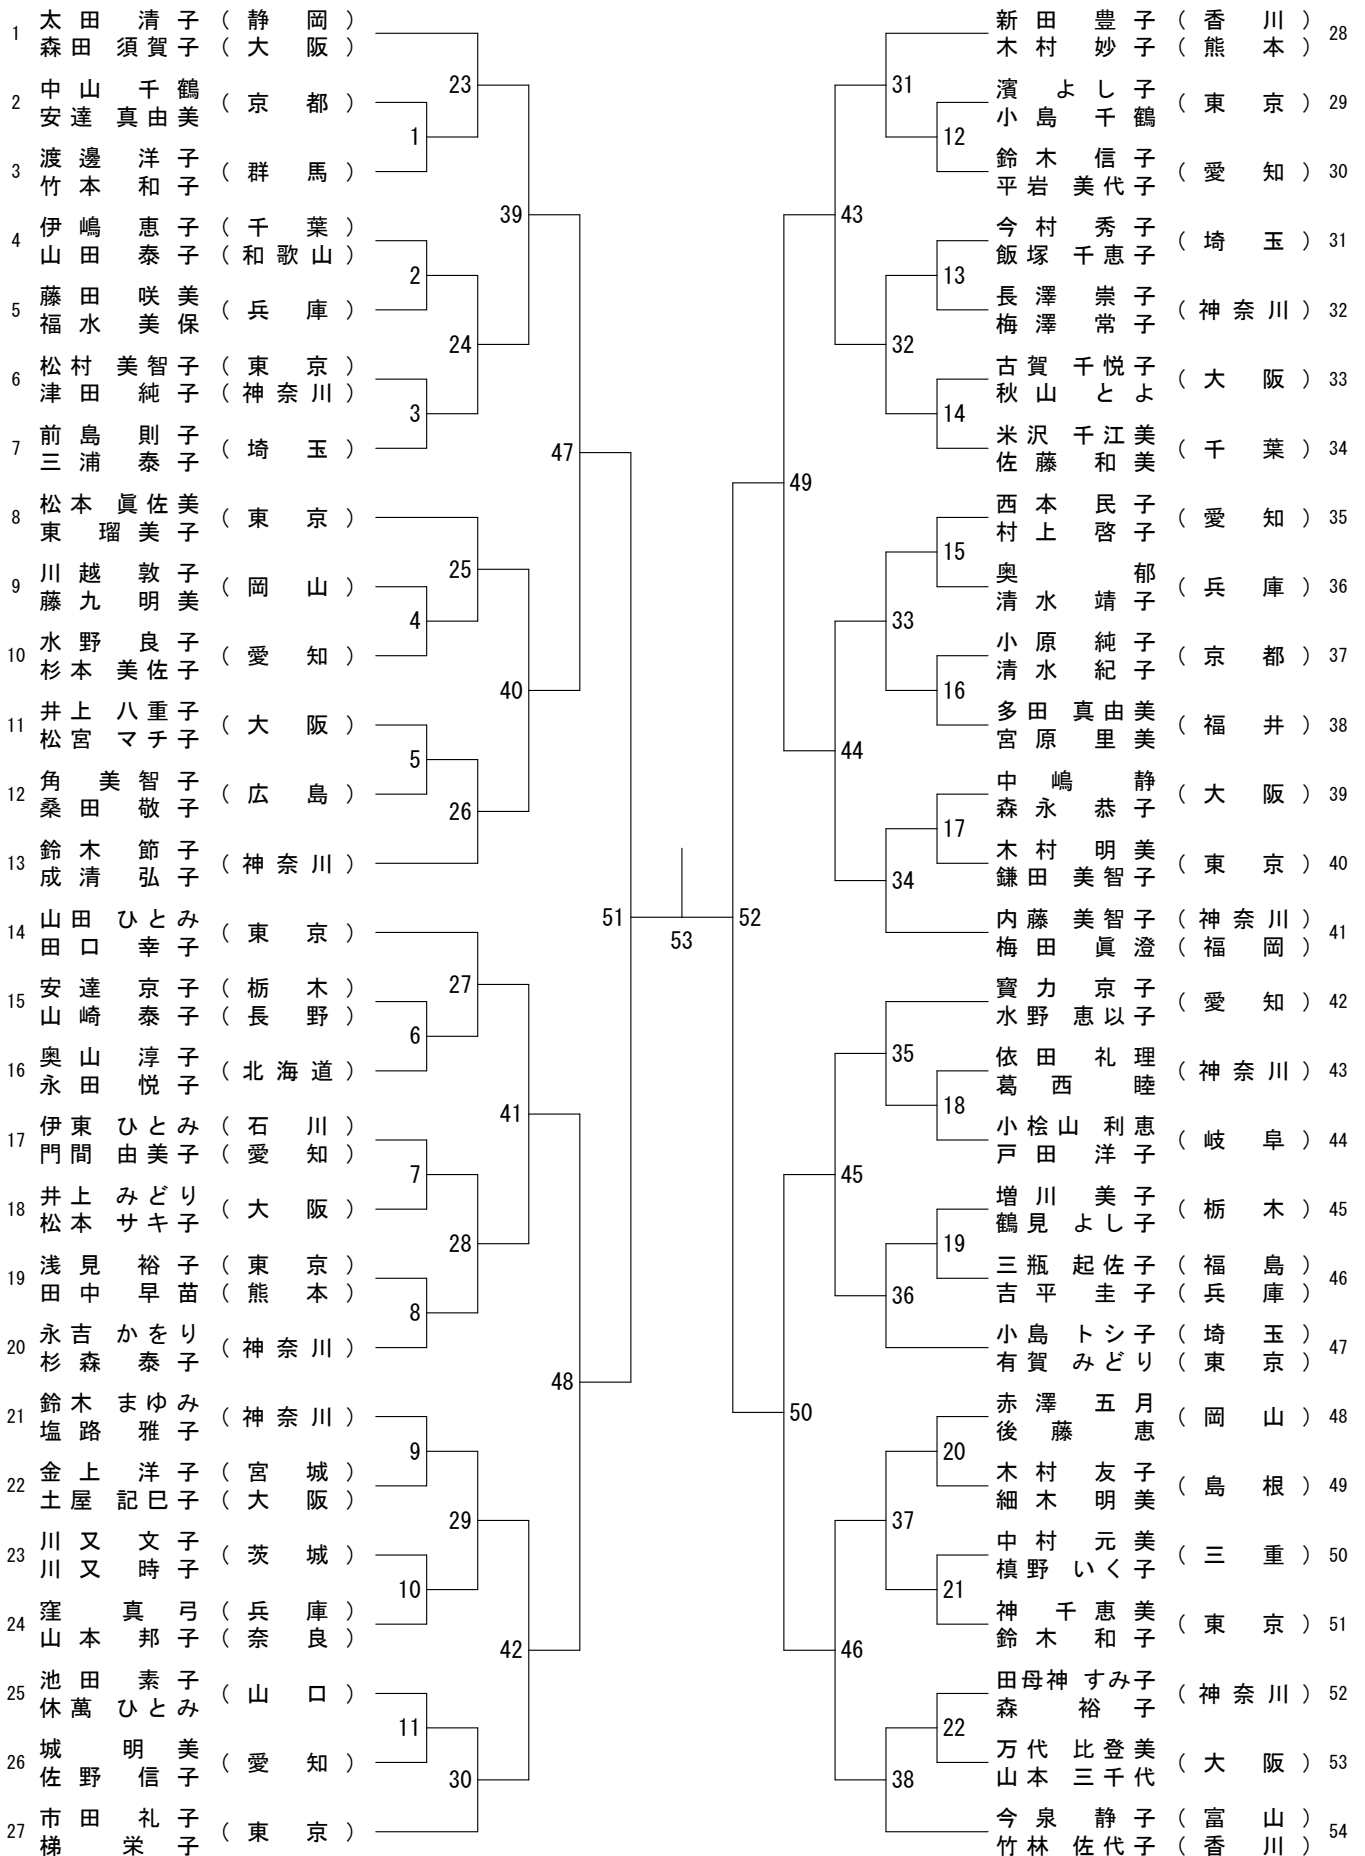 1 太田 清子 （静岡）
森田 須賀子 （大阪）
2 中山 千鶴 （京都）
安達 真由美
3 渡邊 洋子 （群馬）
竹本 和子
4 伊嶋 恵子 （千葉）
山田 泰子 （和歌山）
5 藤田 咲美 （兵庫）
福水 美保
6 松村 美智子 （東京）
津田 純子 （神奈川）
7 前島 則子 （埼玉）
三浦 泰子
8 松本 眞佐美 （東京）
東 瑠美子
9 川越 敦子 （岡山）
藤九 明美
10 水野 良子 （愛知）
杉本 美佐子
11 井上 八重子 （大阪）
松宮 マチ子
12 角 美智子 （広島）
桑田 敬子
13 鈴木 節子 （神奈川）
成清 弘子
14 山田 ひとみ （東京）
田口 幸子
15 安達 京子 （栃木）
山崎 泰子 （長野）
16 奥山 淳子 （北海道）
永田 悦子
17 伊東 ひとみ （石川）
門間 由美子 （愛知）
18 井上 みどり （大阪）
松本 サキ子
19 浅見 裕子 （東京）
田中 早苗 （熊本）
20 永吉 かをり （神奈川）
杉森 泰子
21 鈴木 まゆみ （神奈川）
塩路 雅子
22 金上 洋子 （宮城）
土屋 記巳子 （大阪）
23 川又 文子 （茨城）
川又 時子
24 窪 真弓 （兵庫）
山本 邦子 （奈良）
25 池田 素子 （山口）
休萬 ひとみ
26 城 明美 （愛知）
佐野 信子
27 市田 礼子 （東京）
梯 栄子
1
2
3
4
5
6
7
8
9
10
11
23
24
25
26
27
28
29
30
39
40
41
42
47
48
51
53
52
49
50
43
44
45
46
31
32
33
34
35
36
37
38
12
13
14
15
16
17
18
19
20
21
22
新田 豊子 （香川） 28
木村 妙子 （熊本）
濱 よし子 （東京） 29
小島 千鶴
鈴木 信子 （愛知） 30
平岩 美代子
今村 秀子 （埼玉） 31
飯塚 千恵子
長澤 崇子 （神奈川） 32
梅澤 常子
古賀 千悦子 （大阪） 33
秋山 とよ
米沢 千江美 （千葉） 34
佐藤 和美
西本 民子 （愛知） 35
村上 啓子
奥 郁 （兵庫） 36
清水 靖子
小原 純子 （京都） 37
清水 紀子
多田 真由美 （福井） 38
宮原 里美
中嶋 静 （大阪） 39
森永 恭子
木村 明美 （東京） 40
鎌田 美智子
内藤 美智子 （神奈川） 41
梅田 眞澄 （福岡）
寳力 京子 （愛知） 42
水野 恵以子
依田 礼理 （神奈川） 43
葛西 睦
小桧山 利恵 （岐阜） 44
戸田 洋子
増川 美子 （栃木） 45
鶴見 よし子
三瓶 起佐子 （福島） 46
吉平 圭子 （兵庫）
小島 トシ子 （埼玉） 47
有賀 みどり （東京）
赤澤 五月 （岡山） 48
後藤 恵
木村 友子 （島根） 49
細木 明美
中村 元美 （三重） 50
槙野 いく子
神 千恵美 （東京） 51
鈴木 和子
田母神 すみ子 （神奈川） 52
森 裕子
万代 比登美 （大阪） 53
山本 三千代
今泉 静子 （富山） 54
竹林 佐代子 （香川）